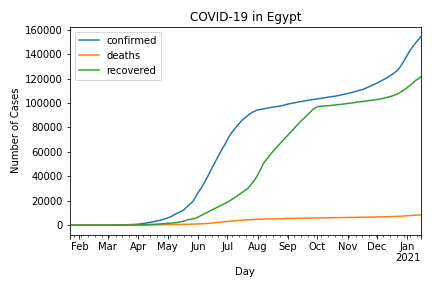 COVID-19 in Egypt
confirmed
deaths
recovered
Number of Cases
160000
140000
120000
100000
80000
60000
40000
20000
0
Feb Mar Apr May Jun Jul Aug Sep Oct Nov Dec Jan
2021
Day